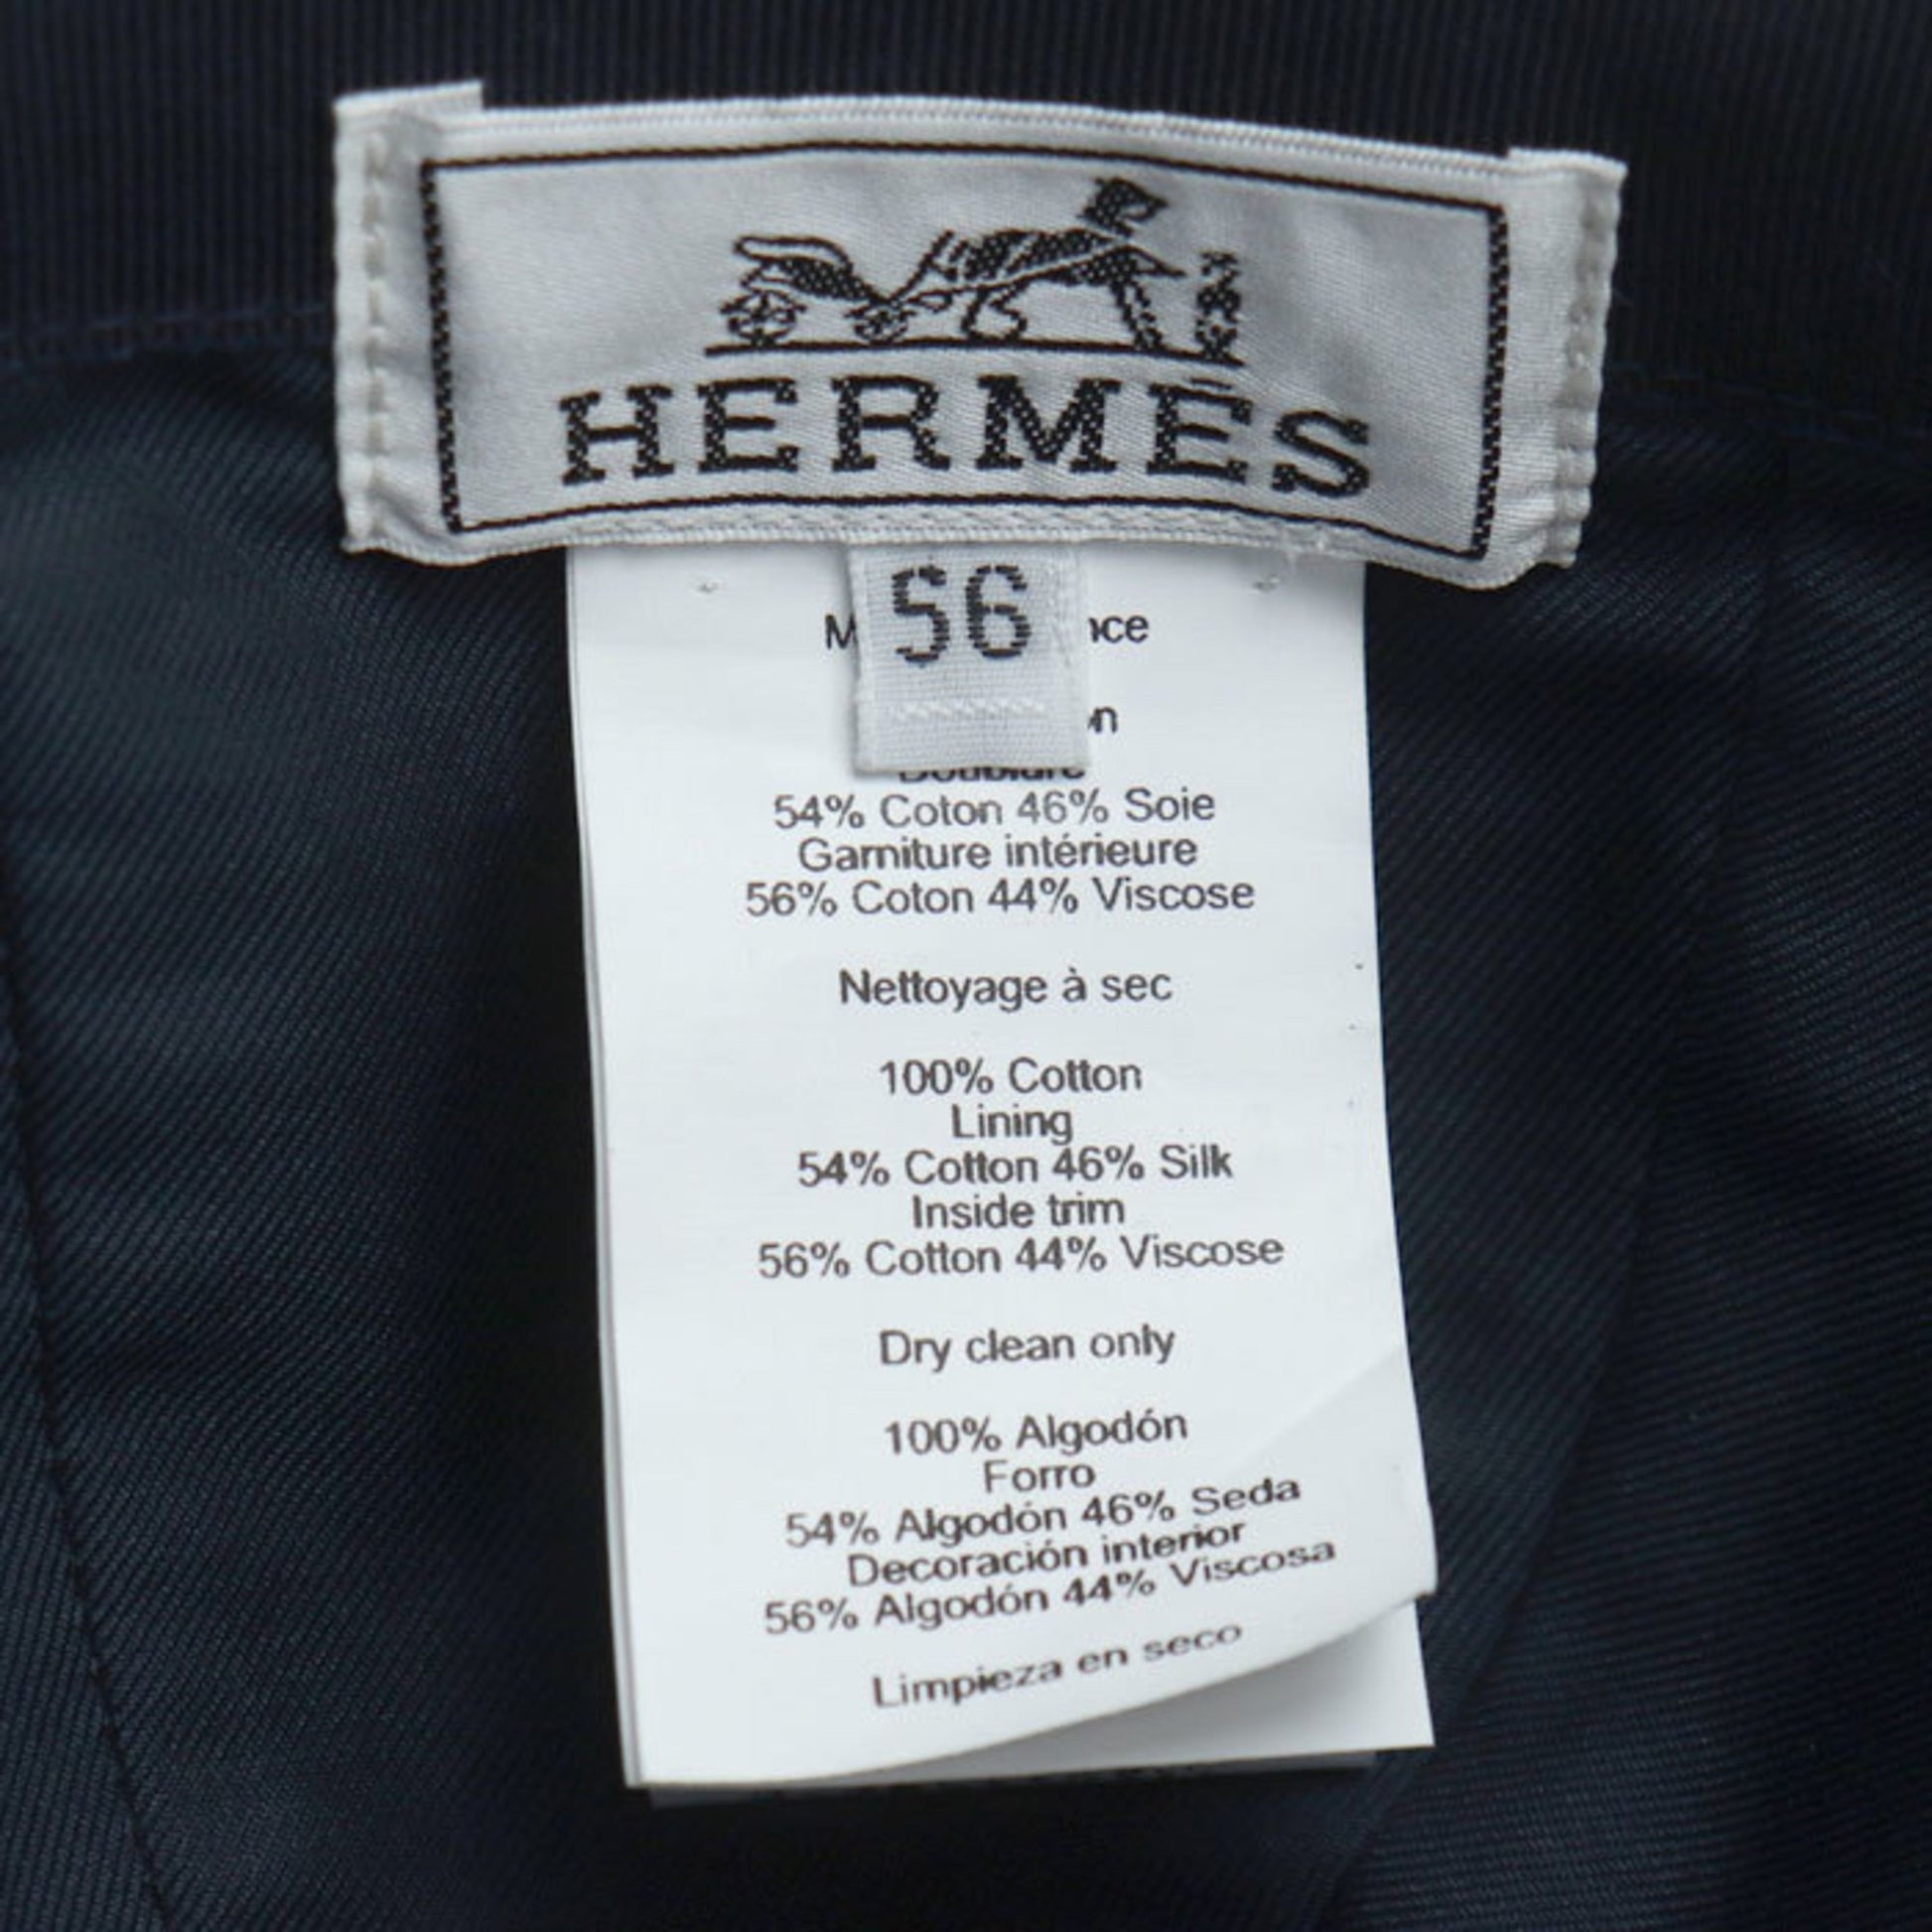 HERMÈS
56
54% Coton 46% Soie
Garniture intérieure
56% Coton 44% Viscose
Nettoyage à sec
100% Cotton
Lining
54% Cotton 46% Silk
Inside trim
56% Cotton 44% Viscose
Dry clean only
100% Algodón
Forro
54% Algodón 46% Seda
Decoración interior
56% Algodón 44% Viscosa
Limpieza en seco